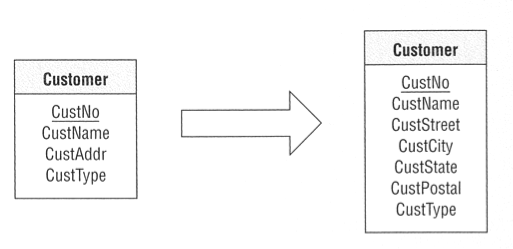 Customer
CustNo
CustName
CustAddr
CustType
Customer
CustNo
CustName
CustStreet
CustCity
CustState
CustPostal
CustType